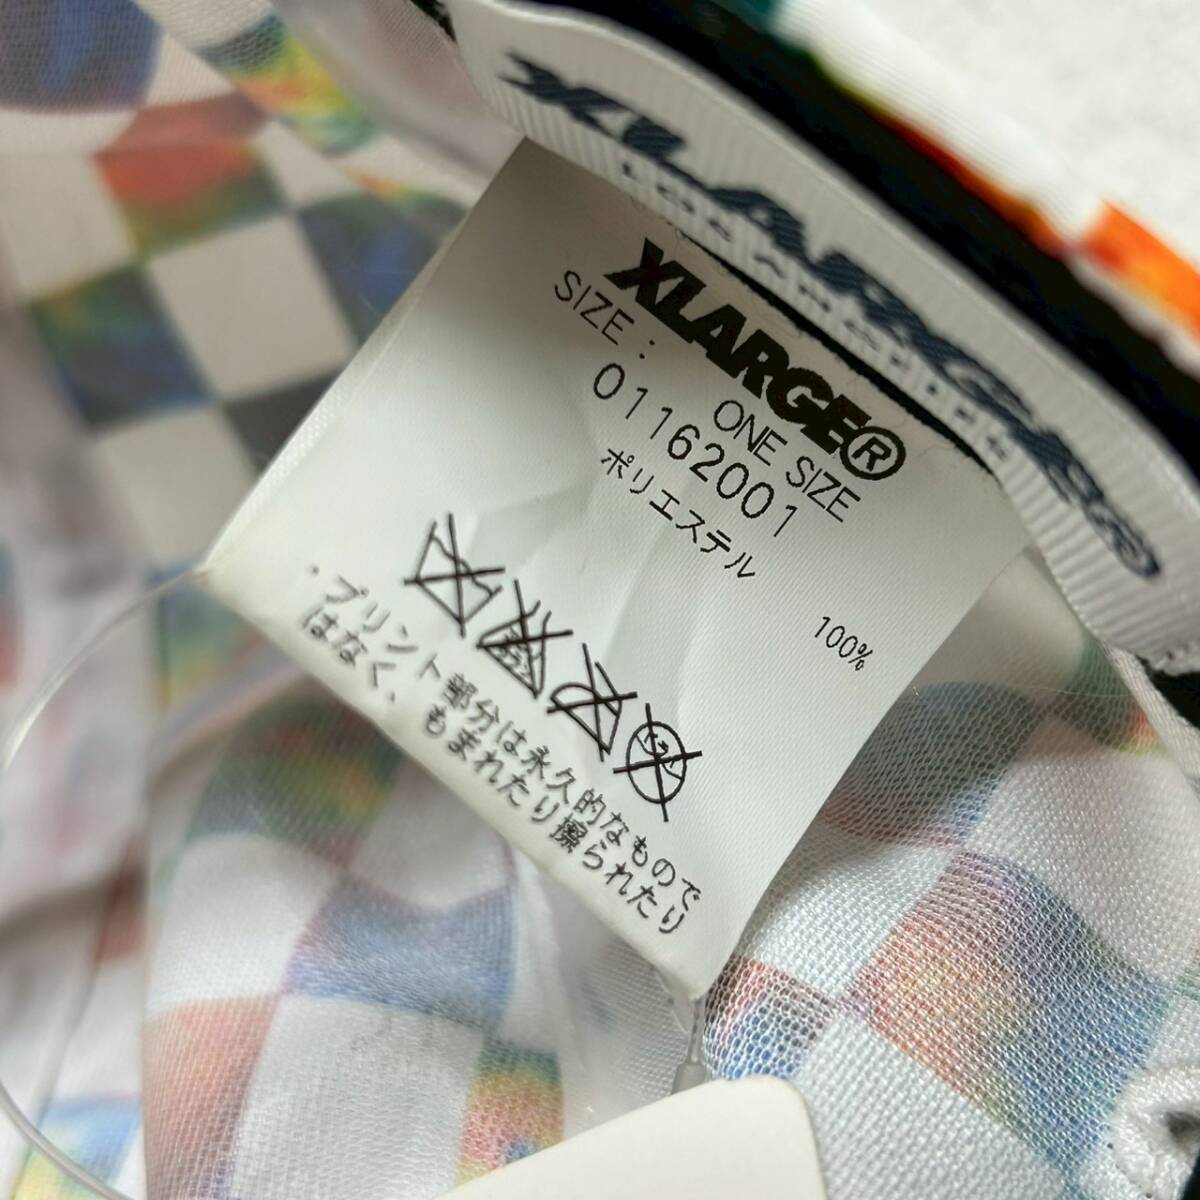 XLARGE®
XLARGE®
SIZE: ONE SIZE
01162001
ポリエステル 100%
・プリント部分は永久的なもので
はなく、もまれたり擦られたり